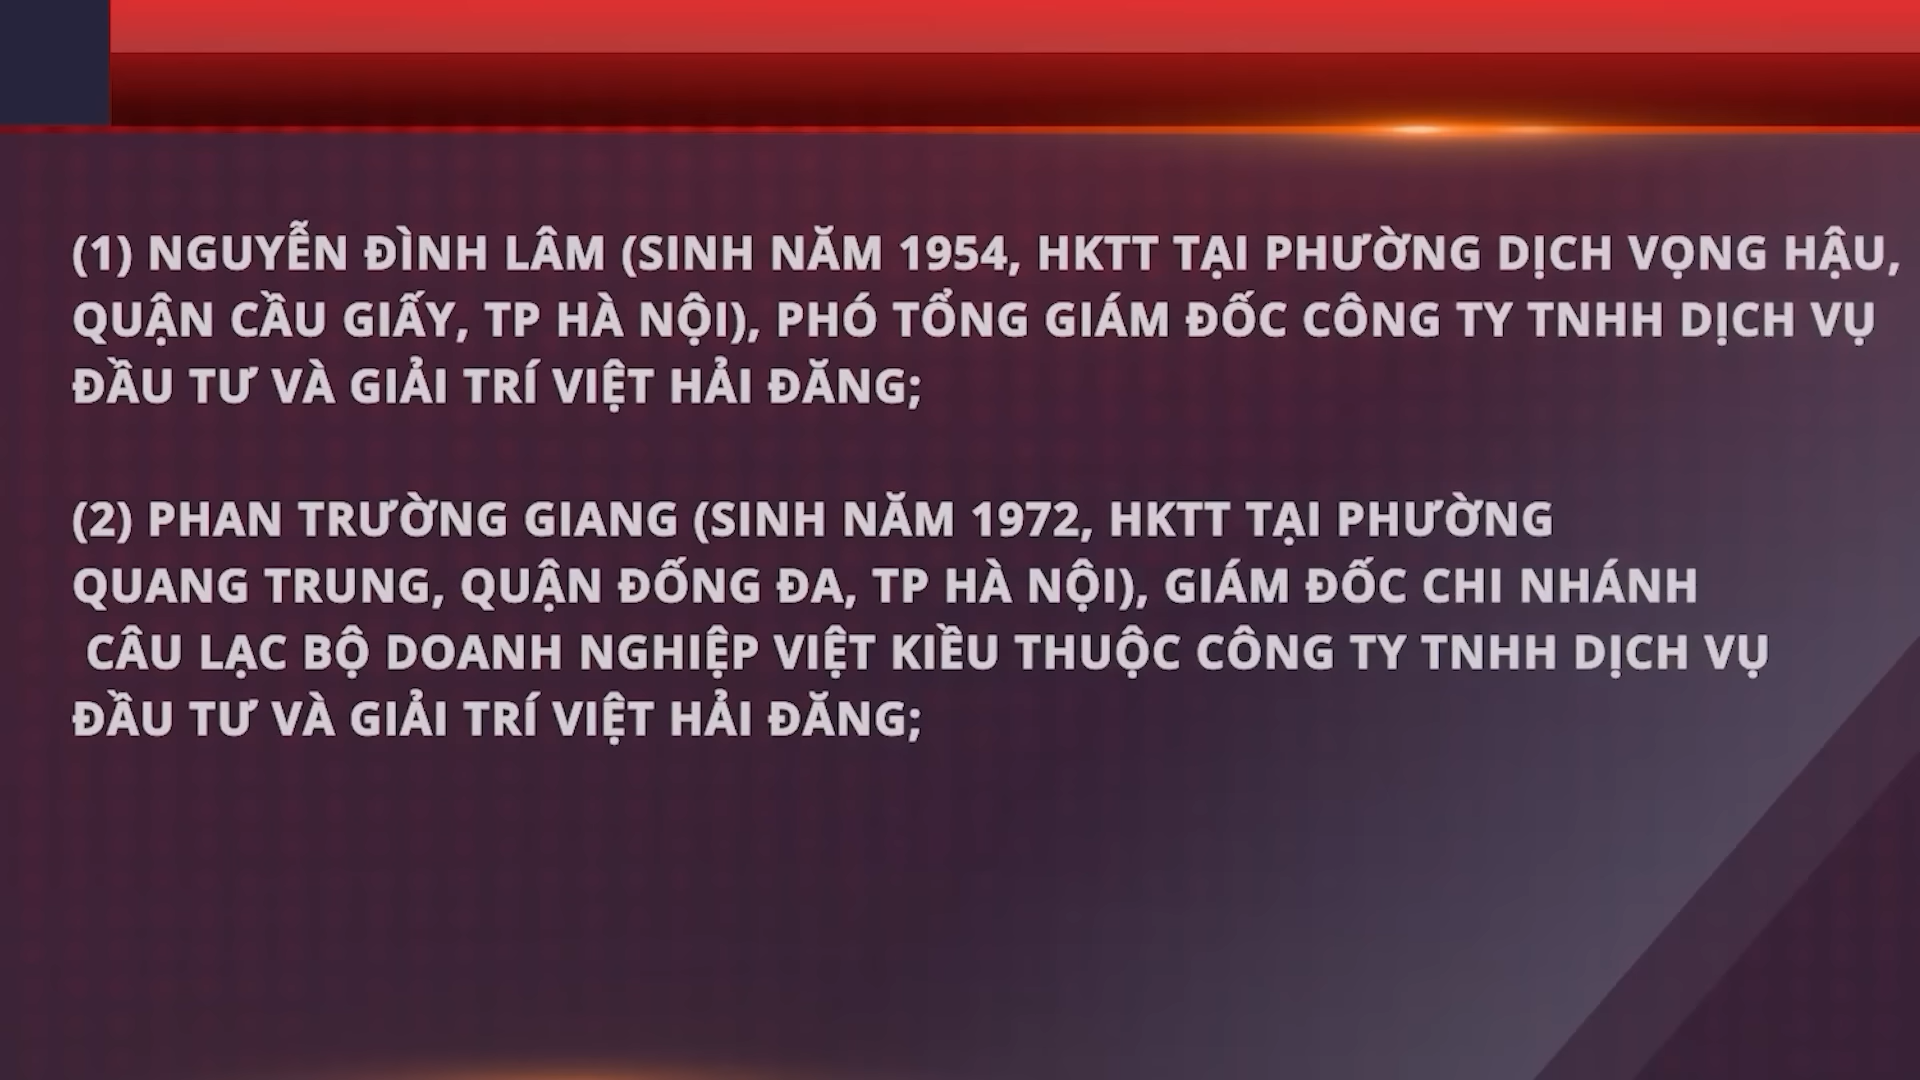 (1) NGUYỄN ĐÌNH LÂM (SINH NĂM 1954, HKTT TẠI PHƯỜNG DỊCH VỌNG HẬU,
QUẬN CẦU GIẤY, TP HÀ NỘI), PHÓ TỔNG GIÁM ĐỐC CÔNG TY TNHH DỊCH VỤ
ĐẦU TƯ VÀ GIẢI TRÍ VIỆT HẢI ĐĂNG;
(2) PHAN TRƯỜNG GIANG (SINH NĂM 1972, HKTT TẠI PHƯỜNG
QUANG TRUNG, QUẬN ĐỐNG ĐA, TP HÀ NỘI), GIÁM ĐỐC CHI NHÁNH
CÂU LẠC BỘ DOANH NGHIỆP VIỆT KIỀU THUỘC CÔNG TY TNHH DỊCH VỤ
ĐẦU TƯ VÀ GIẢI TRÍ VIỆT HẢI ĐĂNG;